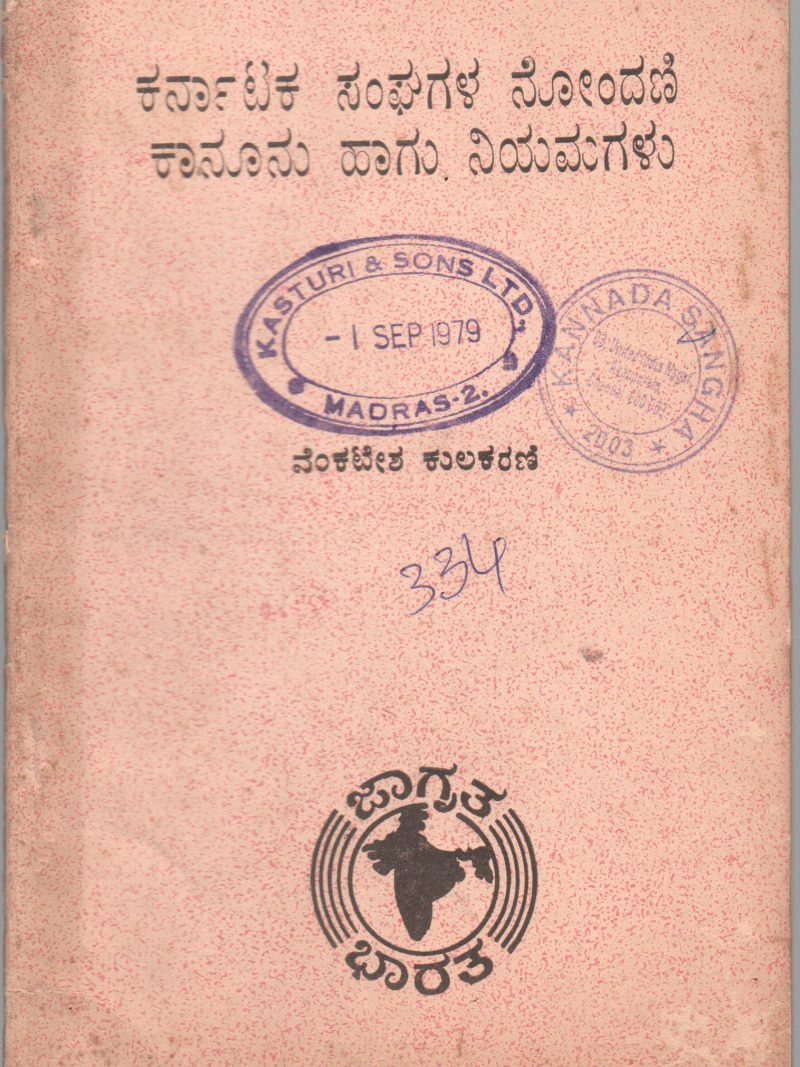 ಕರ್ನಾಟಕ ಸಂಘಗಳ ನೋಂದಣಿ
ಕಾನೂನು ಹಾಗು ನಿಯಮಗಳು
KASTURI & SONS LTD.,
- 1 SEP 1979
MADRAS-2.
KANNADA SANGHA
2003
ವೆಂಕಟೇಶ ಕುಲಕರಣಿ
334
ಜಾಗೃತ
ಭಾರತ